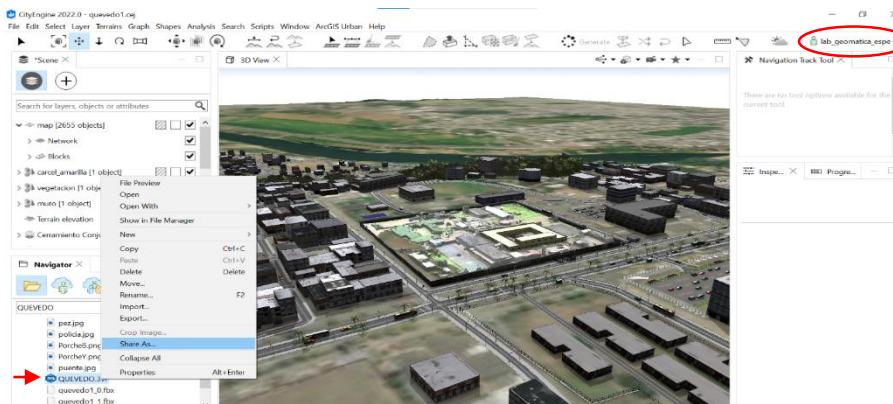 CityEngine 2022.0 - quevedo1.cej
File Edit Select Layer Terrains Graph Shapes Analysis Search Scripts Window ArcGIS Urban Help
Generate
lab_geomatica_espe
*Scene
3D View
Navigation Track Tool
There are no tool options available for the current tool.
Search for layers, objects or attributes
map [2655 objects]
Network
Blocks
carcel_amarilla [1 object]
vegetacion [1 obje
muro [1 object]
Terrain elevation
Cerramiento Conju
File Preview
Open
Open With
Show in File Manager
New
Copy Ctrl+C
Paste Ctrl+V
Delete Delete
Move...
Rename... F2
Import...
Export...
Crop Image...
Share As...
Collapse All
Properties Alt+Enter
Inspe...
Progre...
Navigator
QUEVEDO
pez.jpg
policia.jpg
PorcheB.png
PorcheY.png
puente.jpg
QUEVEDO.3w
quevedo1_0.fbx
quevedo1_1.fbx